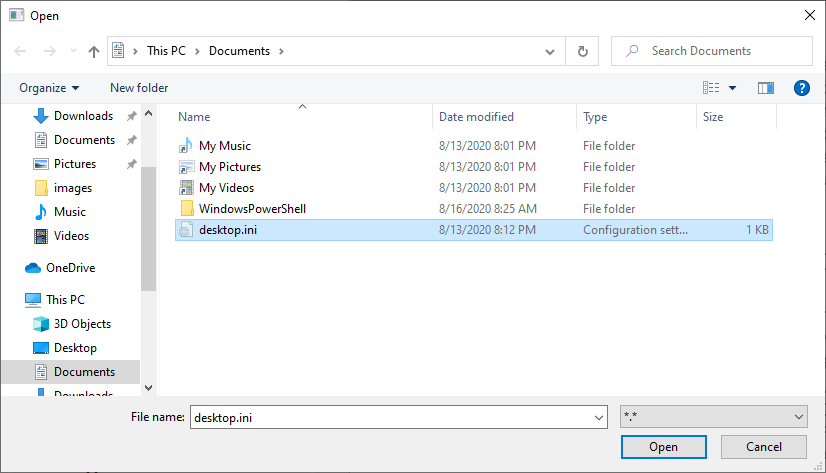 Open
This PC
Documents
Search Documents
Organize
New folder
Name
Date modified
Type
Size
Downloads
Documents
Pictures
images
Music
Videos
OneDrive
This PC
3D Objects
Desktop
Documents
Downloads
My Music 8/13/2020 8:01 PM File folder
My Pictures 8/13/2020 8:01 PM File folder
My Videos 8/13/2020 8:01 PM File folder
WindowsPowerShell 8/16/2020 8:25 AM File folder
desktop.ini 8/13/2020 8:12 PM Configuration sett... 1 KB
File name: desktop.ini
*.*
Open
Cancel